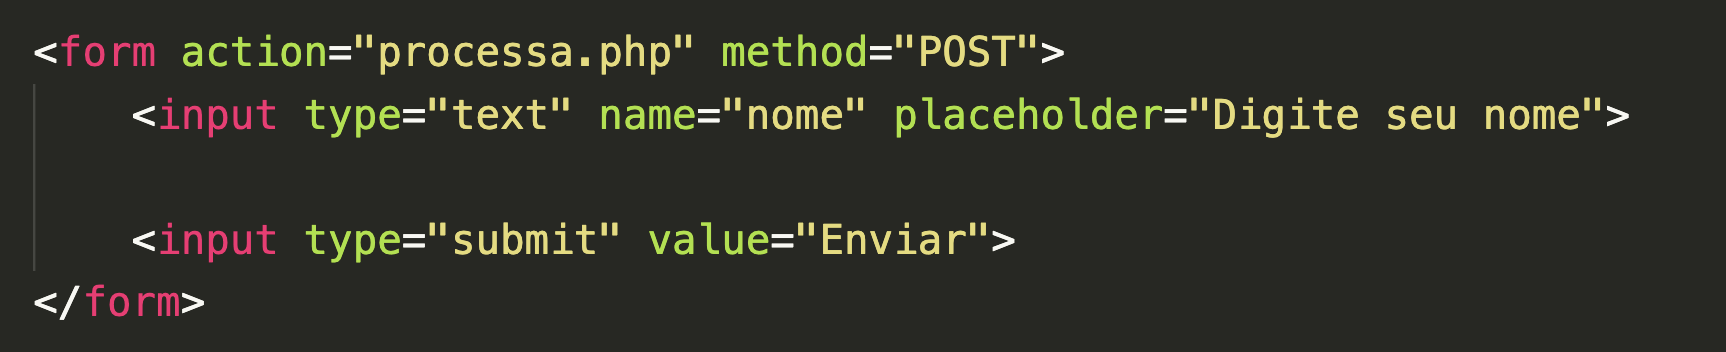 <form action="processa.php" method="POST">
<input type="text" name="nome" placeholder="Digite seu nome">
<input type="submit" value="Enviar">
</form>